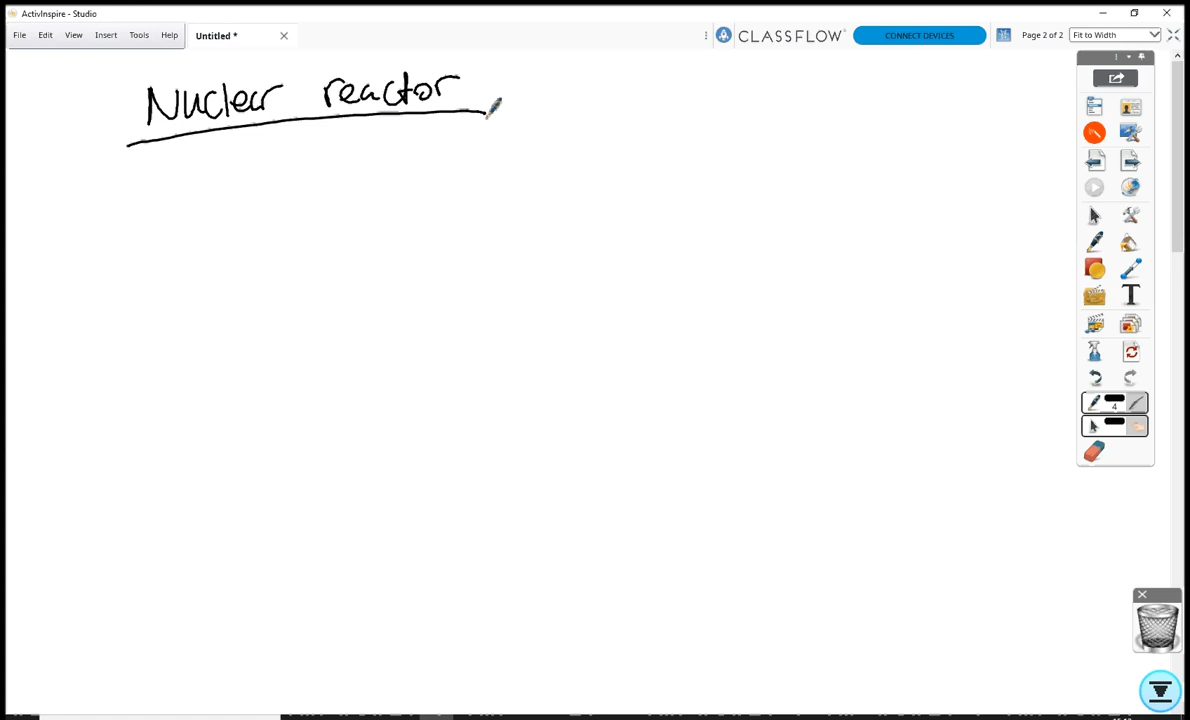 ActivInspire - Studio
File Edit View Insert Tools Help Untitled * CLASSFLOW CONNECT DEVICES Page 2 of 2 Fit to Width
Nuclear reactor
T
4